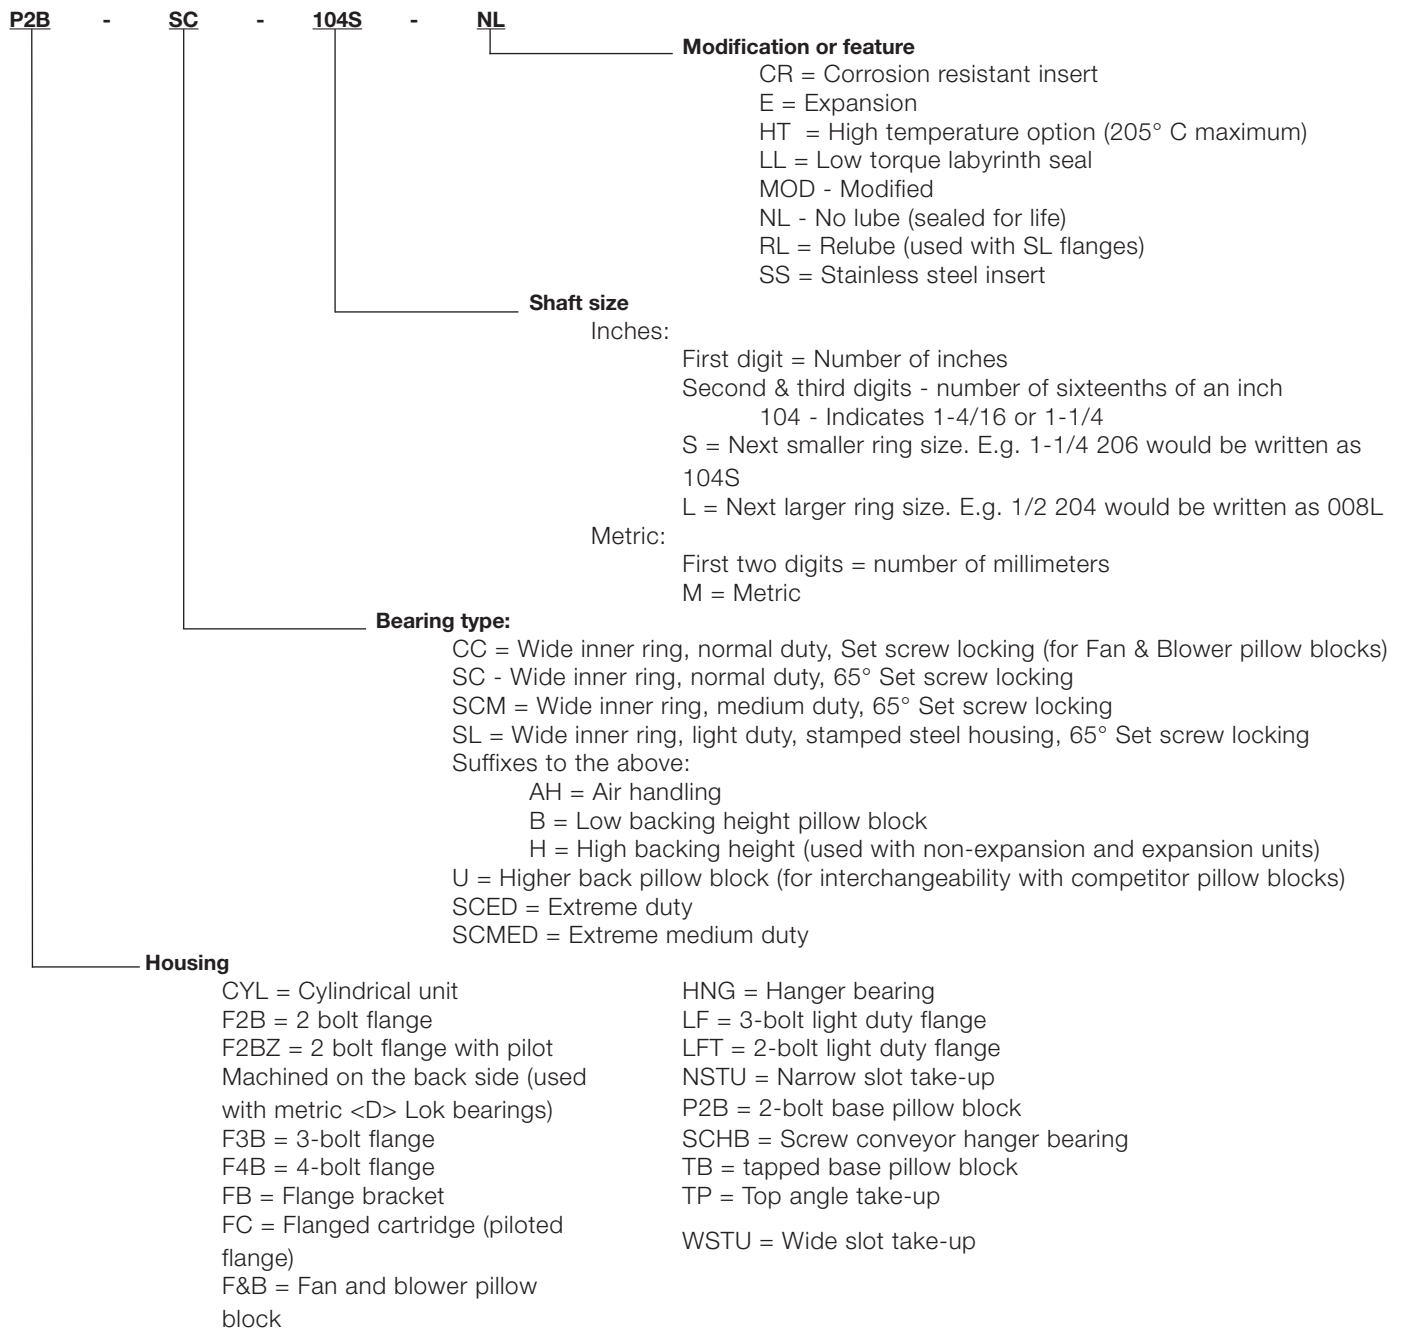 P2B - SC - 104S - NL
Modification or feature
CR = Corrosion resistant insert
E = Expansion
HT = High temperature option (205° C maximum)
LL = Low torque labyrinth seal
MOD - Modified
NL - No lube (sealed for life)
RL = Relube (used with SL flanges)
SS = Stainless steel insert
Shaft size
Inches:
First digit = Number of inches
Second & third digits - number of sixteenths of an inch
104 - Indicates 1-4/16 or 1-1/4
S = Next smaller ring size. E.g. 1-1/4 206 would be written as
104S
L = Next larger ring size. E.g. 1/2 204 would be written as 008L
Metric:
First two digits = number of millimeters
M = Metric
Bearing type:
CC = Wide inner ring, normal duty, Set screw locking (for Fan & Blower pillow blocks)
SC - Wide inner ring, normal duty, 65° Set screw locking
SCM = Wide inner ring, medium duty, 65° Set screw locking
SL = Wide inner ring, light duty, stamped steel housing, 65° Set screw locking
Suffixes to the above:
AH = Air handling
B = Low backing height pillow block
H = High backing height (used with non-expansion and expansion units)
U = Higher back pillow block (for interchangeability with competitor pillow blocks)
SCED = Extreme duty
SCMED = Extreme medium duty
Housing
CYL = Cylindrical unit
F2B = 2 bolt flange
F2BZ = 2 bolt flange with pilot
Machined on the back side (used
with metric <D> Lok bearings)
F3B = 3-bolt flange
F4B = 4-bolt flange
FB = Flange bracket
FC = Flanged cartridge (piloted
flange)
F&B = Fan and blower pillow
block
HNG = Hanger bearing
LF = 3-bolt light duty flange
LFT = 2-bolt light duty flange
NSTU = Narrow slot take-up
P2B = 2-bolt base pillow block
SCHB = Screw conveyor hanger bearing
TB = tapped base pillow block
TP = Top angle take-up
WSTU = Wide slot take-up